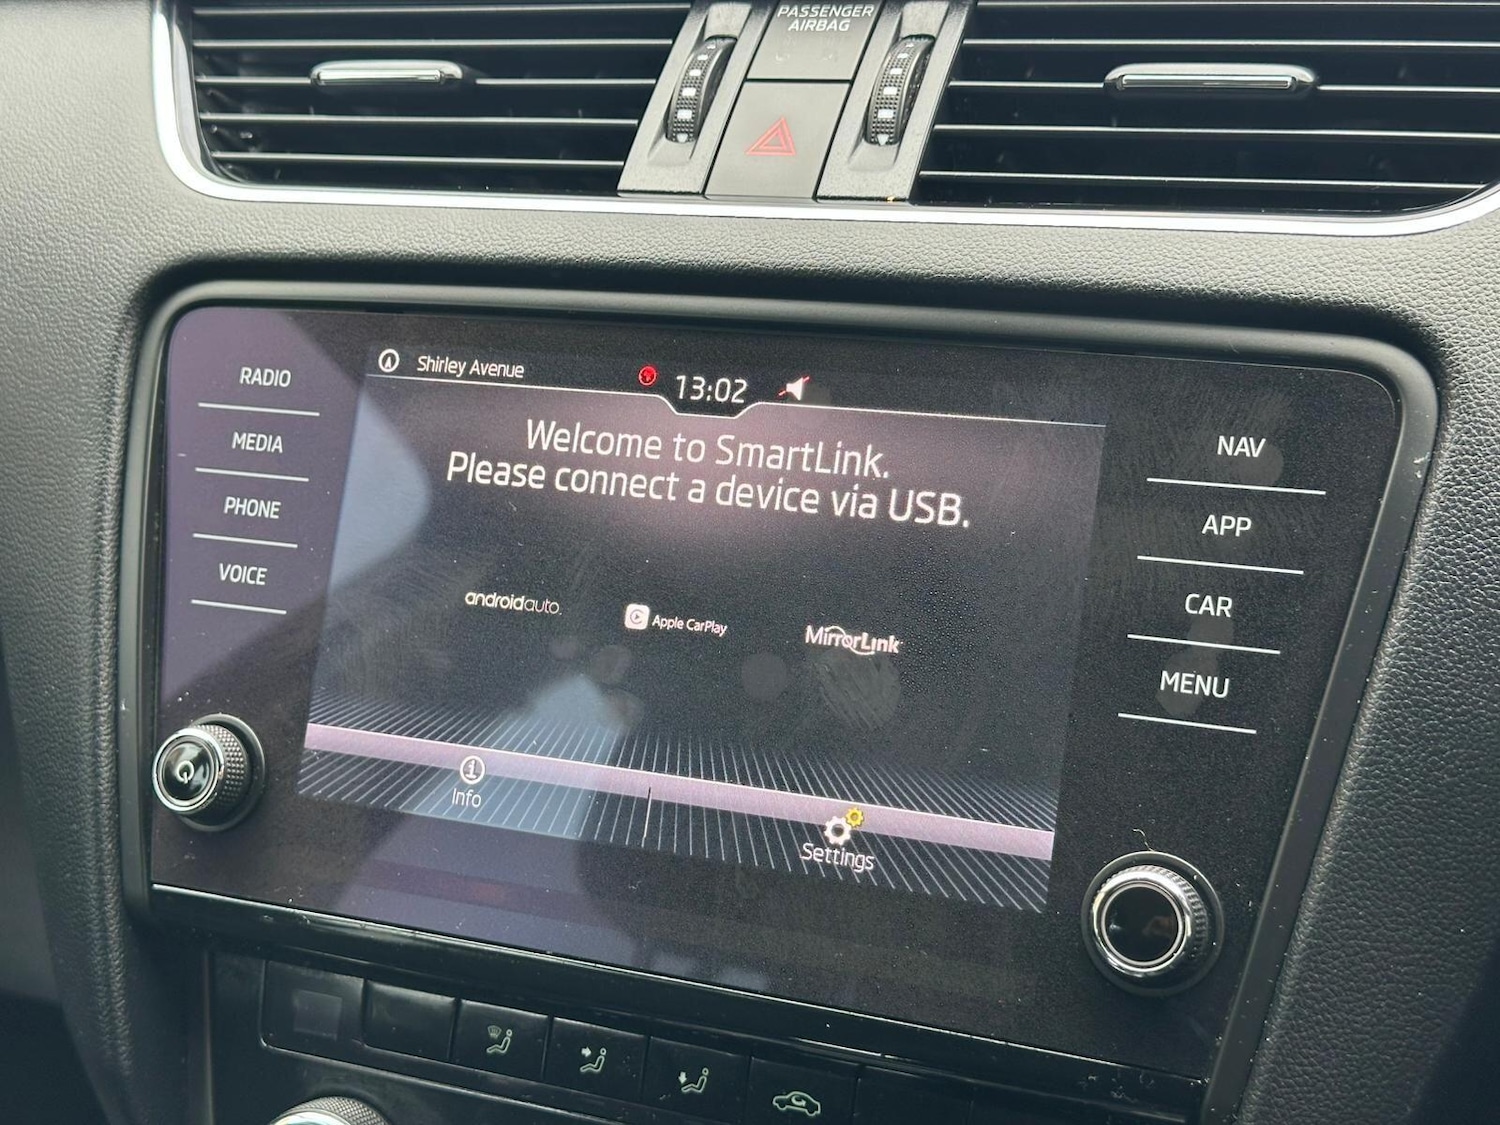 PASSENGER
AIRBAG
Shirley Avenue
13:02
RADIO
MEDIA
PHONE
VOICE
Welcome to SmartLink.
Please connect a device via USB.
androidauto
Apple CarPlay
MirrorLink
Info
Settings
NAV
APP
CAR
MENU